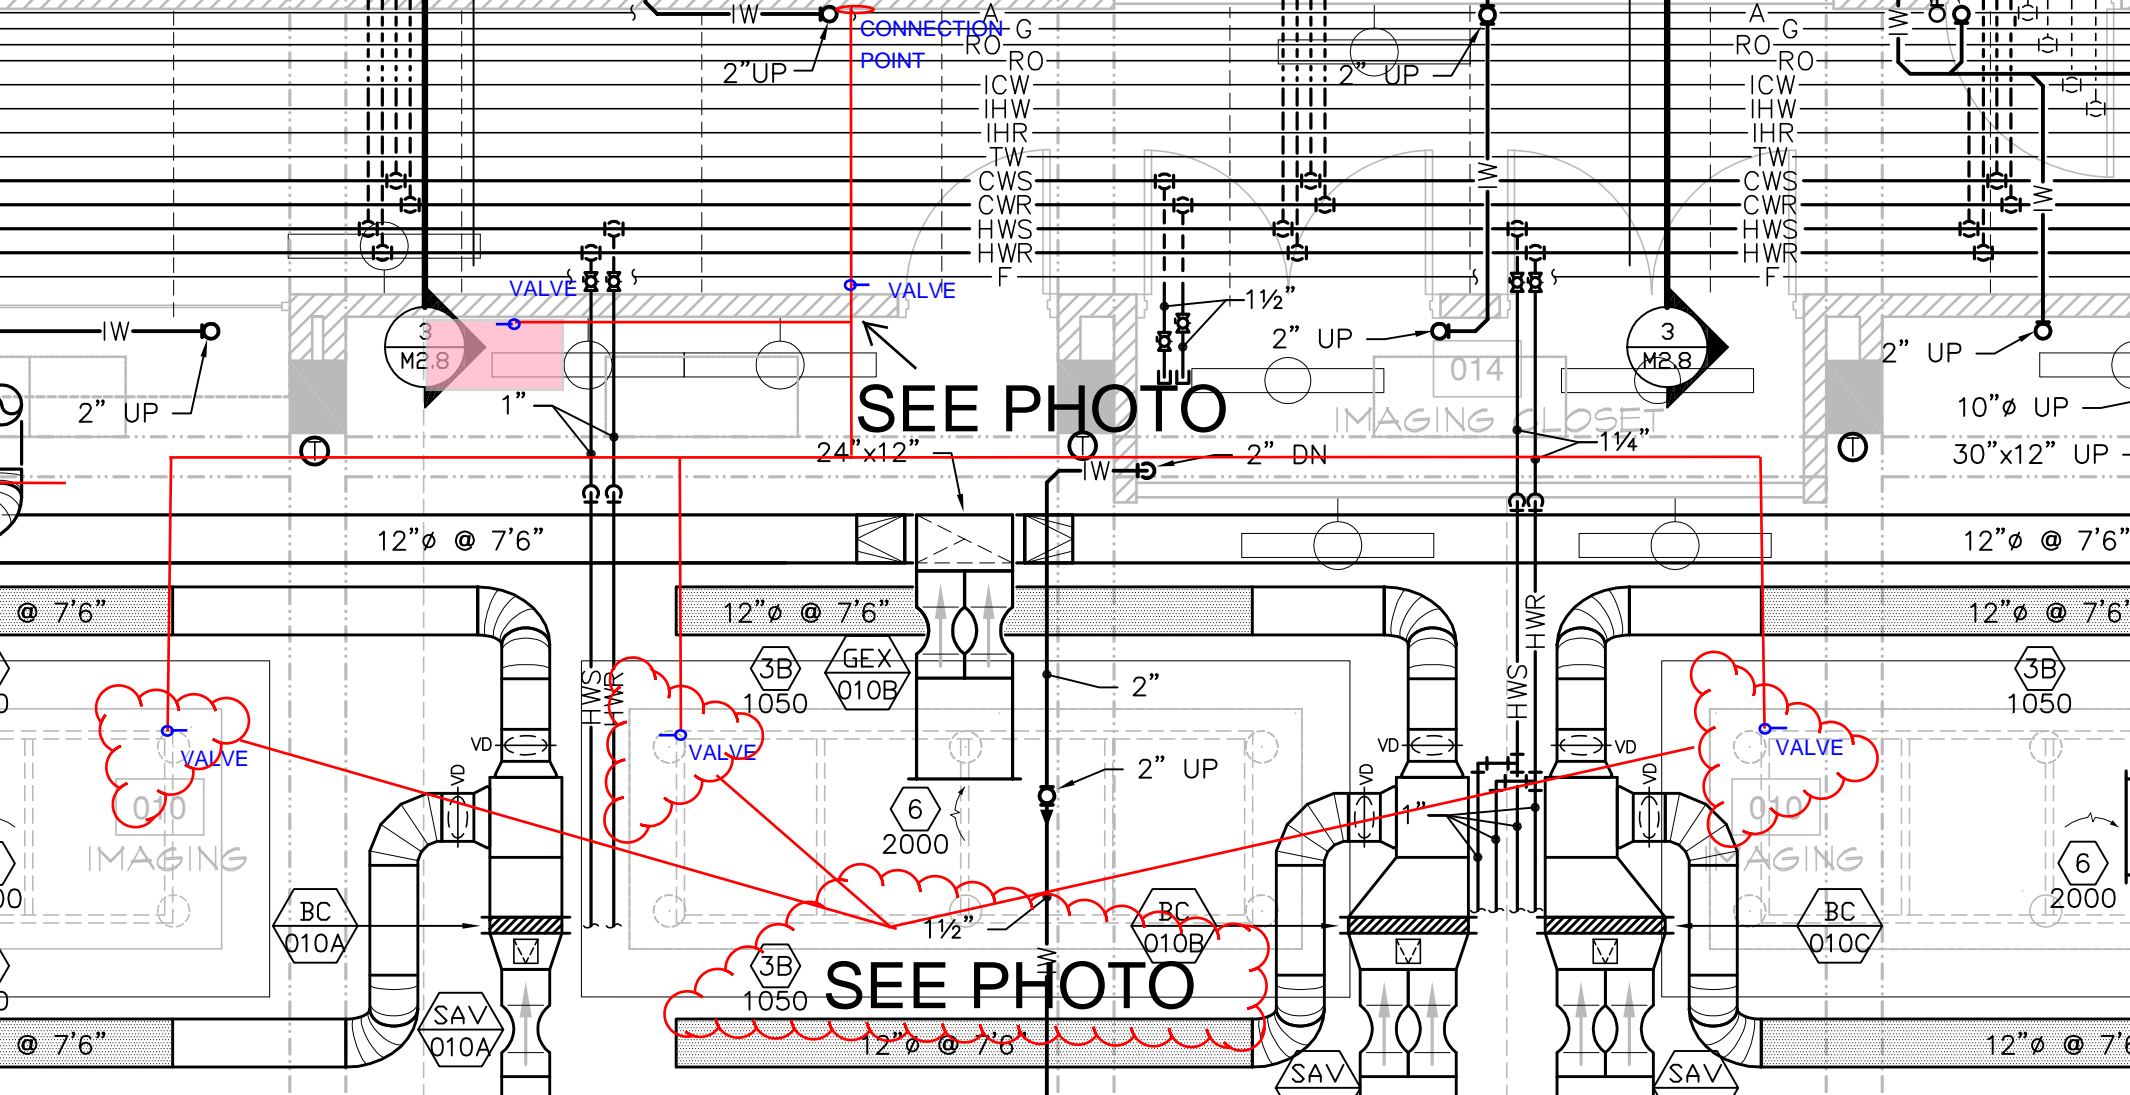 IW
A
A
IW
CONNECTION
G
G
POINT
RO
RO
2"UP
RO
2" UP
RO
ICW
ICW
IHW
IHW
IHR
IHR
TW
TW
CWS
IW
CWS
CWR
CWR
IW
HWS
HWS
HWR
HWR
F
F
VALVE
VALVE
1½"
IW
3
M2.8
2" UP
3
M2.8
2" UP
014
2" UP
1"
SEE PHOTO
IMAGING CLOSET
10"ø UP
T
T
1¼"
T
24"x12"
IW
2" DN
30"x12" UP
12"ø @ 7'6"
12"ø @ 7'6"
@ 7'6"
12"ø @ 7'6"
HWR
12"ø @ 7'6"
HWS
HWR
3B
1050
GEX
010B
2"
HWS
3B
1050
VD
VALVE
VALVE
VD
VD
VALVE
VD
2" UP
VD
VD
010
IMAGING
6
2000
1"
010
IMAGING
6
2000
BC
010A
1½"
BC
010B
BC
010C
IW
3B
1050
SEE PHOTO
SAV
010A
@ 7'6"
12"ø @ 7'6"
12"ø @ 7'6
SAV
SAV